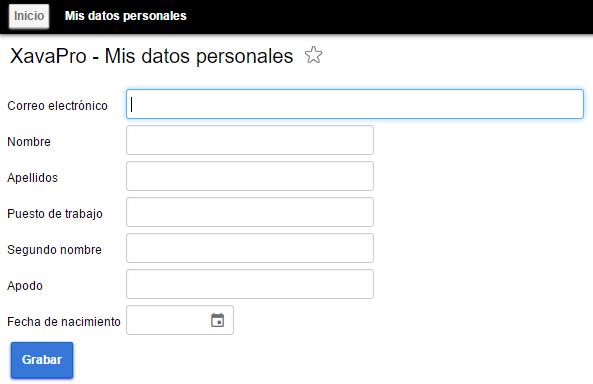 Inicio Mis datos personales
XavaPro - Mis datos personales
Correo electrónico
Nombre
Apellidos
Puesto de trabajo
Segundo nombre
Apodo
Fecha de nacimiento
Grabar